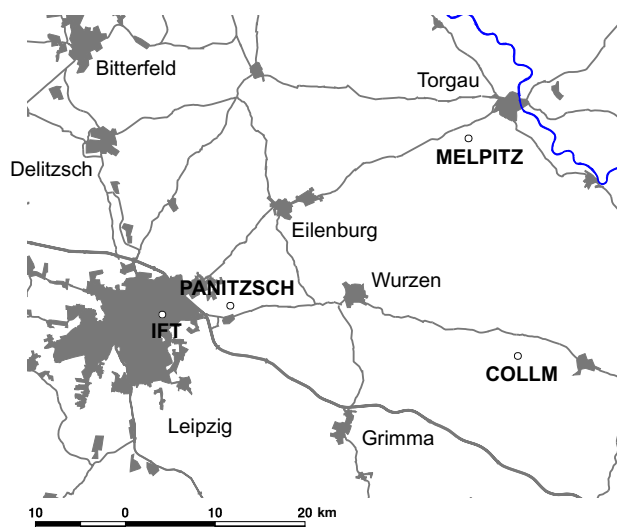 Bitterfeld
Torgau
Delitzsch
MELPITZ
Eilenburg
PANITZSCH
Wurzen
IFT
COLLM
Leipzig
Grimma
10 0 10 20 km